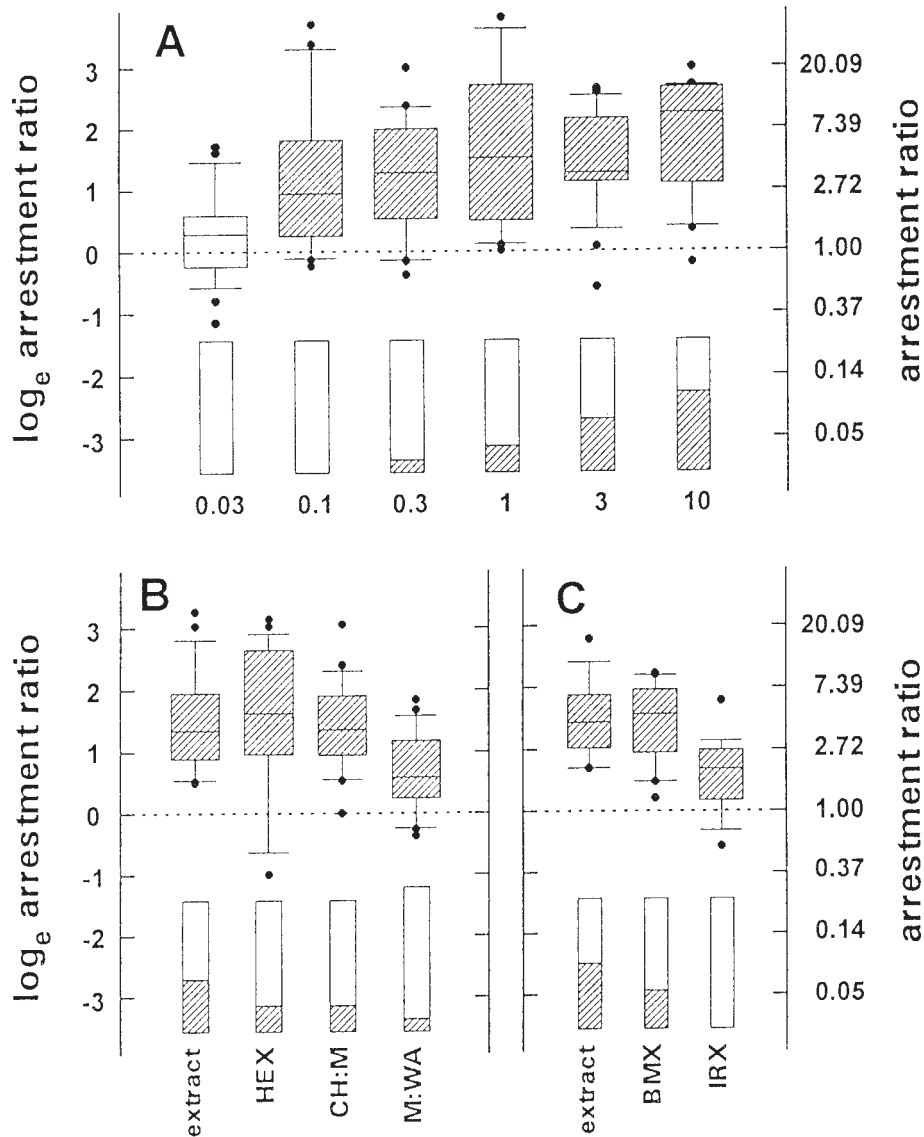 A
log_e arrestment ratio
3
2
1
0
-1
-2
-3
20.09
7.39
2.72
1.00
0.37
0.14
0.05
arrestment ratio
0.03 0.1 0.3 1 3 10
B
log_e arrestment ratio
3
2
1
0
-1
-2
-3
extract
HEX
CH:M
M:WA
C
20.09
7.39
2.72
1.00
0.37
0.14
0.05
arrestment ratio
extract
BMX
IRX